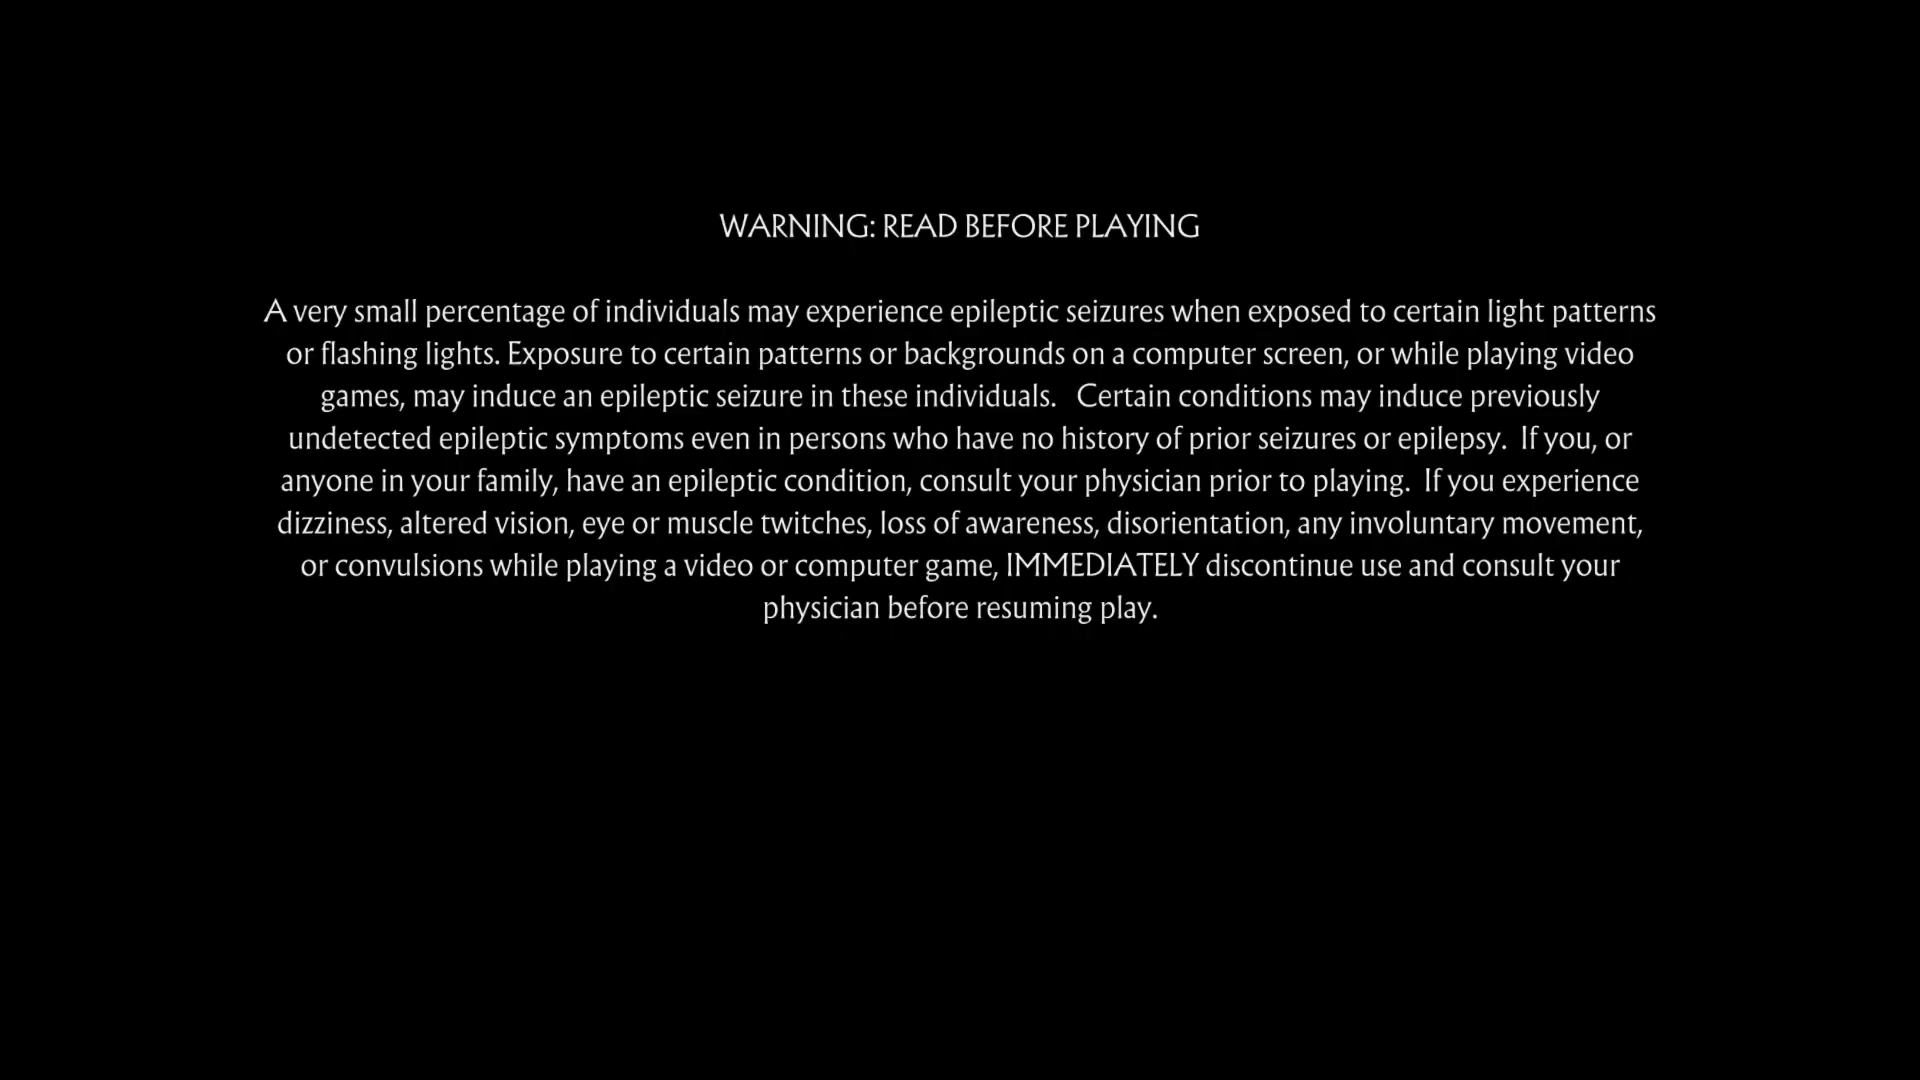 WARNING: READ BEFORE PLAYING
A very small percentage of individuals may experience epileptic seizures when exposed to certain light patterns
or flashing lights. Exposure to certain patterns or backgrounds on a computer screen, or while playing video
games, may induce an epileptic seizure in these individuals.   Certain conditions may induce previously
undetected epileptic symptoms even in persons who have no history of prior seizures or epilepsy.  If you, or
anyone in your family, have an epileptic condition, consult your physician prior to playing.  If you experience
dizziness, altered vision, eye or muscle twitches, loss of awareness, disorientation, any involuntary movement,
or convulsions while playing a video or computer game, IMMEDIATELY discontinue use and consult your
physician before resuming play.